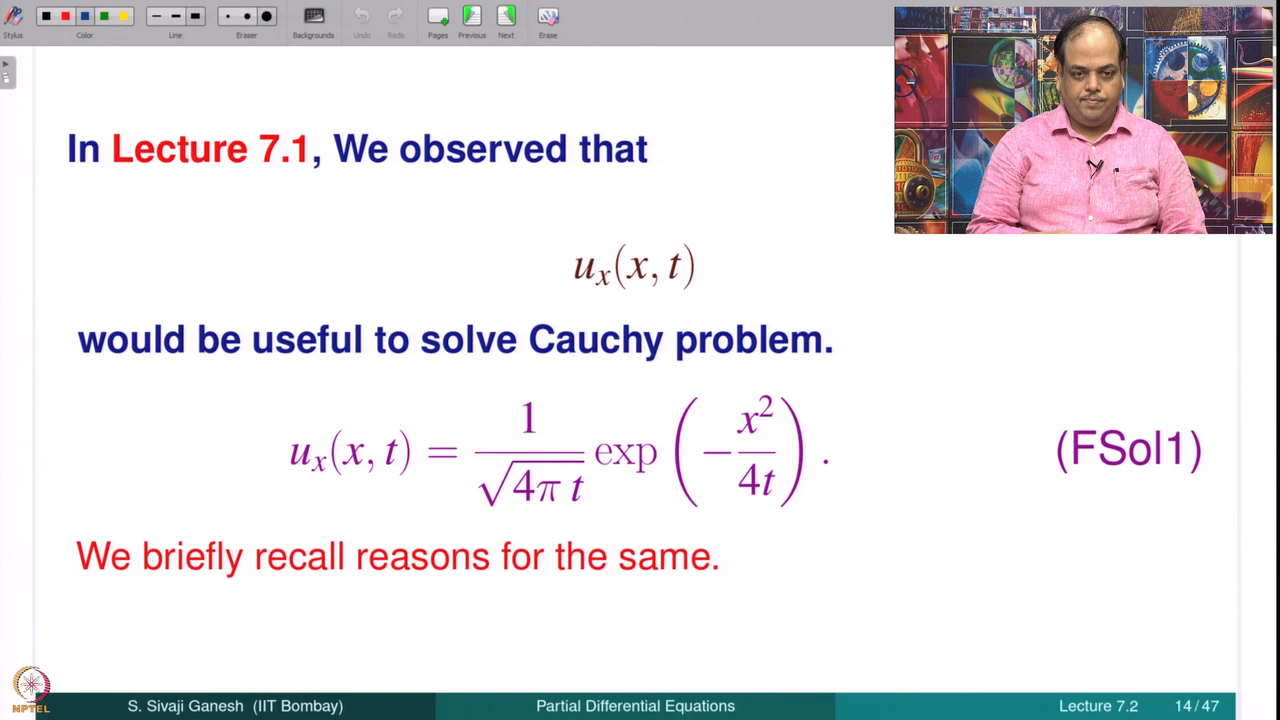 Stylus
Color
Line
Eraser
Backgrounds
Undo
Redo
Pages
Previous
Next
Erase
In Lecture 7.1, We observed that
u_x(x, t)
would be useful to solve Cauchy problem.
u_x(x, t) = 1/√(4π t) exp(−x²/4t) . (FSol1)
We briefly recall reasons for the same.
NPTEL
S. Sivaji Ganesh (IIT Bombay) Partial Differential Equations Lecture 7.2 14/47